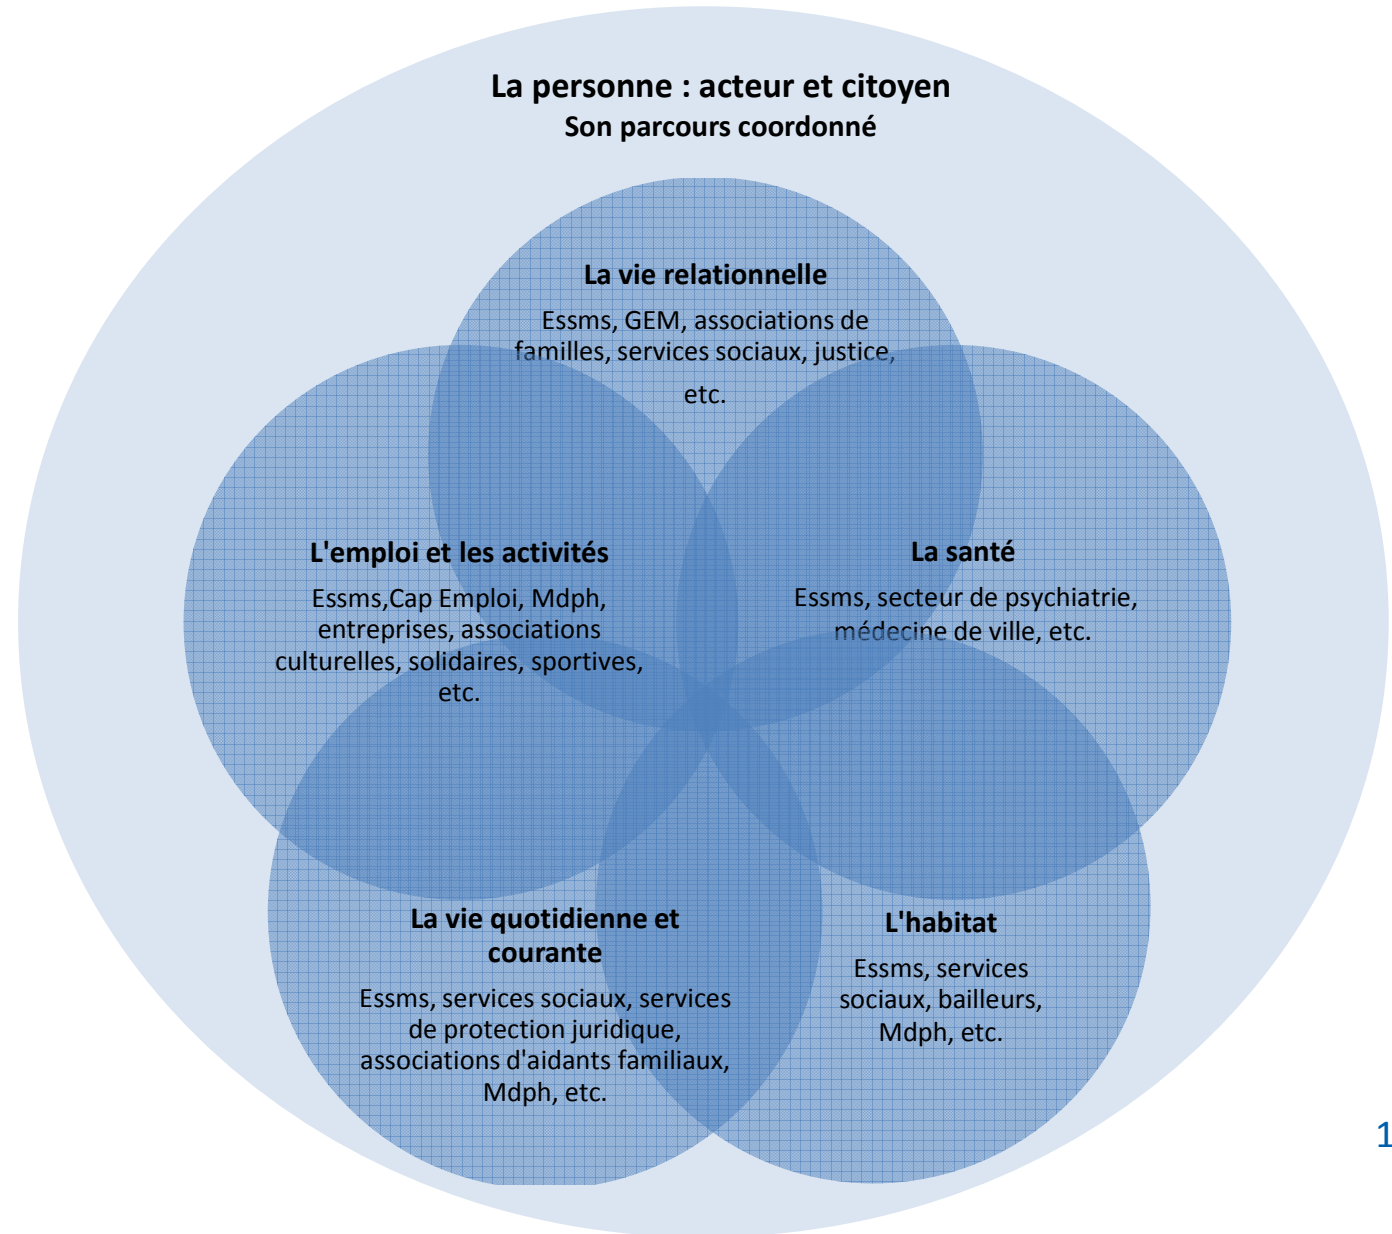 La personne : acteur et citoyen
Son parcours coordonné
La vie relationnelle
Essms, GEM, associations de
familles, services sociaux, justice,
etc.
L'emploi et les activités
Essms,Cap Emploi, Mdph,
entreprises, associations
culturelles, solidaires, sportives,
etc.
La santé
Essms, secteur de psychiatrie,
médecine de ville, etc.
La vie quotidienne et
courante
Essms, services sociaux, services
de protection juridique,
associations d'aidants familiaux,
Mdph, etc.
L'habitat
Essms, services
sociaux, bailleurs,
Mdph, etc.
1